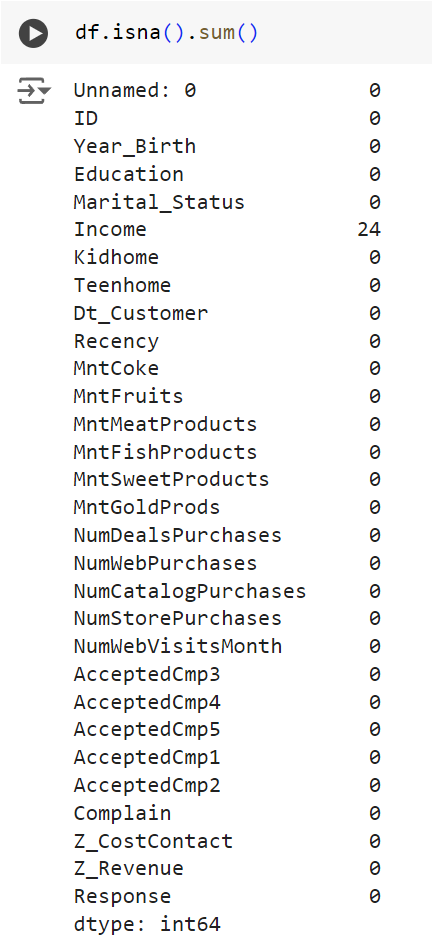 df.isna().sum()
Unnamed: 0 0
ID 0
Year_Birth 0
Education 0
Marital_Status 0
Income 24
Kidhome 0
Teenhome 0
Dt_Customer 0
Recency 0
MntCoke 0
MntFruits 0
MntMeatProducts 0
MntFishProducts 0
MntSweetProducts 0
MntGoldProds 0
NumDealsPurchases 0
NumWebPurchases 0
NumCatalogPurchases 0
NumStorePurchases 0
NumWebVisitsMonth 0
AcceptedCmp3 0
AcceptedCmp4 0
AcceptedCmp5 0
AcceptedCmp1 0
AcceptedCmp2 0
Complain 0
Z_CostContact 0
Z_Revenue 0
Response 0
dtype: int64